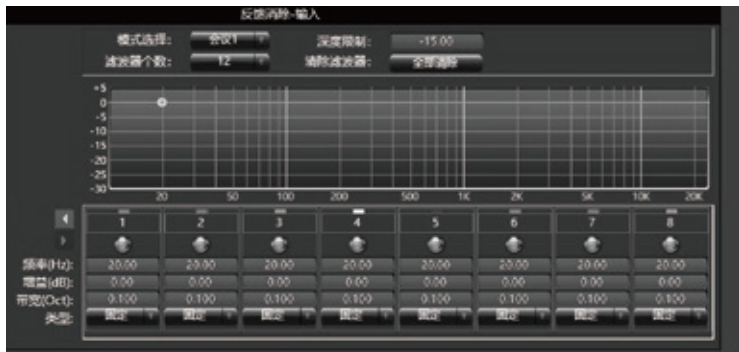 反馈消除-输入
模式选择: 会议1 深度限制: -15.00
滤波器个数: 12 清除滤波器: 全部清除
+5
0
-5
-10
-15
-20
-25
-30
20 50 100 200 500 1K 2K 5K 10K 20K
1 2 3 4 5 6 7 8
频率(Hz): 20.00 20.00 20.00 20.00 20.00 20.00 20.00 20.00
增益(dB): 0.00 0.00 0.00 0.00 0.00 0.00 0.00 0.00
带宽(Oct): 0.100 0.100 0.100 0.100 0.100 0.100 0.100 0.100
类型: 固定 固定 固定 固定 固定 固定 固定 固定